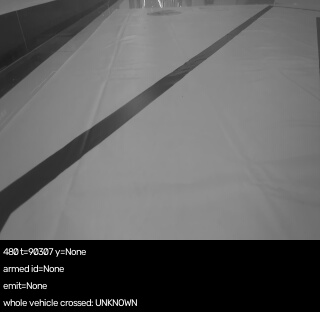 480 t=90307 y=None
armed id=None
emit=None
whole vehicle crossed: UNKNOWN